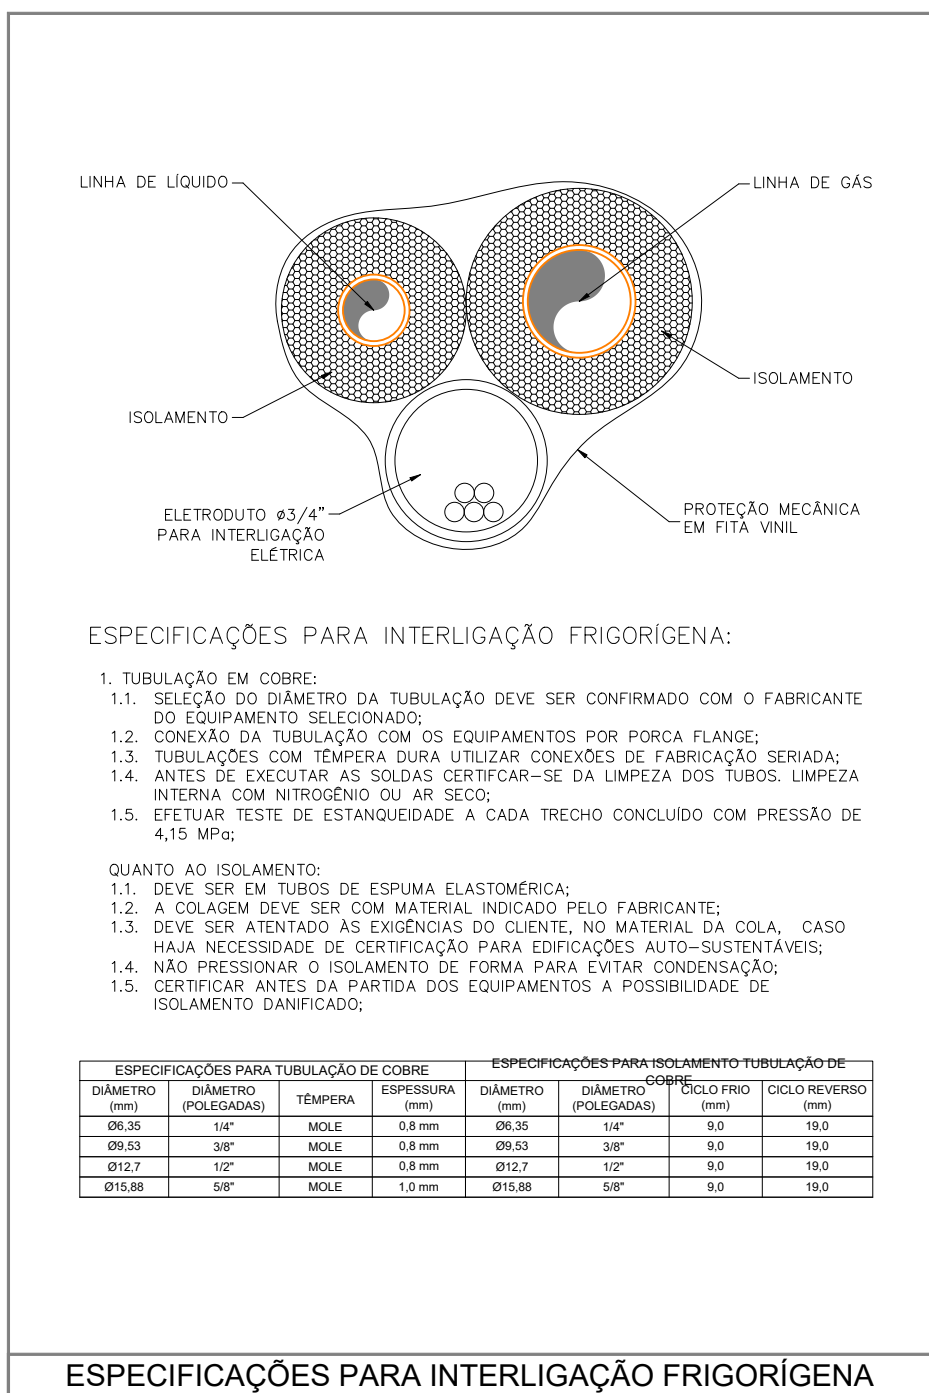 LINHA DE LÍQUIDO
LINHA DE GÁS
ISOLAMENTO
ISOLAMENTO
ELETRODUTO ø3/4"
PARA INTERLIGAÇÃO
ELÉTRICA
PROTEÇÃO MECÂNICA
EM FITA VINIL
ESPECIFICAÇÕES PARA INTERLIGAÇÃO FRIGORÍGENA:
1. TUBULAÇÃO EM COBRE:
1.1. SELEÇÃO DO DIÂMETRO DA TUBULAÇÃO DEVE SER CONFIRMADO COM O FABRICANTE
DO EQUIPAMENTO SELECIONADO;
1.2. CONEXÃO DA TUBULAÇÃO COM OS EQUIPAMENTOS POR PORCA FLANGE;
1.3. TUBULAÇÕES COM TÊMPERA DURA UTILIZAR CONEXÕES DE FABRICAÇÃO SERIADA;
1.4. ANTES DE EXECUTAR AS SOLDAS CERTIFCAR-SE DA LIMPEZA DOS TUBOS. LIMPEZA
INTERNA COM NITROGÊNIO OU AR SECO;
1.5. EFETUAR TESTE DE ESTANQUEIDADE A CADA TRECHO CONCLUÍDO COM PRESSÃO DE
4,15 MPa;
QUANTO AO ISOLAMENTO:
1.1. DEVE SER EM TUBOS DE ESPUMA ELASTOMÉRICA;
1.2. A COLAGEM DEVE SER COM MATERIAL INDICADO PELO FABRICANTE;
1.3. DEVE SER ATENTADO ÀS EXIGÊNCIAS DO CLIENTE, NO MATERIAL DA COLA, CASO
HAJA NECESSIDADE DE CERTIFICAÇÃO PARA EDIFICAÇÕES AUTO-SUSTENTÁVEIS;
1.4. NÃO PRESSIONAR O ISOLAMENTO DE FORMA PARA EVITAR CONDENSAÇÃO;
1.5. CERTIFICAR ANTES DA PARTIDA DOS EQUIPAMENTOS A POSSIBILIDADE DE
ISOLAMENTO DANIFICADO;
ESPECIFICAÇÕES PARA TUBULAÇÃO DE COBRE
ESPECIFICAÇÕES PARA ISOLAMENTO TUBULAÇÃO DE
COBRE
DIÂMETRO (mm) DIÂMETRO (POLEGADAS) TÊMPERA ESPESSURA (mm) DIÂMETRO (mm) DIÂMETRO (POLEGADAS) CICLO FRIO (mm) CICLO REVERSO (mm)
Ø6,35 1/4" MOLE 0,8 mm Ø6,35 1/4" 9,0 19,0
Ø9,53 3/8" MOLE 0,8 mm Ø9,53 3/8" 9,0 19,0
Ø12,7 1/2" MOLE 0,8 mm Ø12,7 1/2" 9,0 19,0
Ø15,88 5/8" MOLE 1,0 mm Ø15,88 5/8" 9,0 19,0
ESPECIFICAÇÕES PARA INTERLIGAÇÃO FRIGORÍGENA